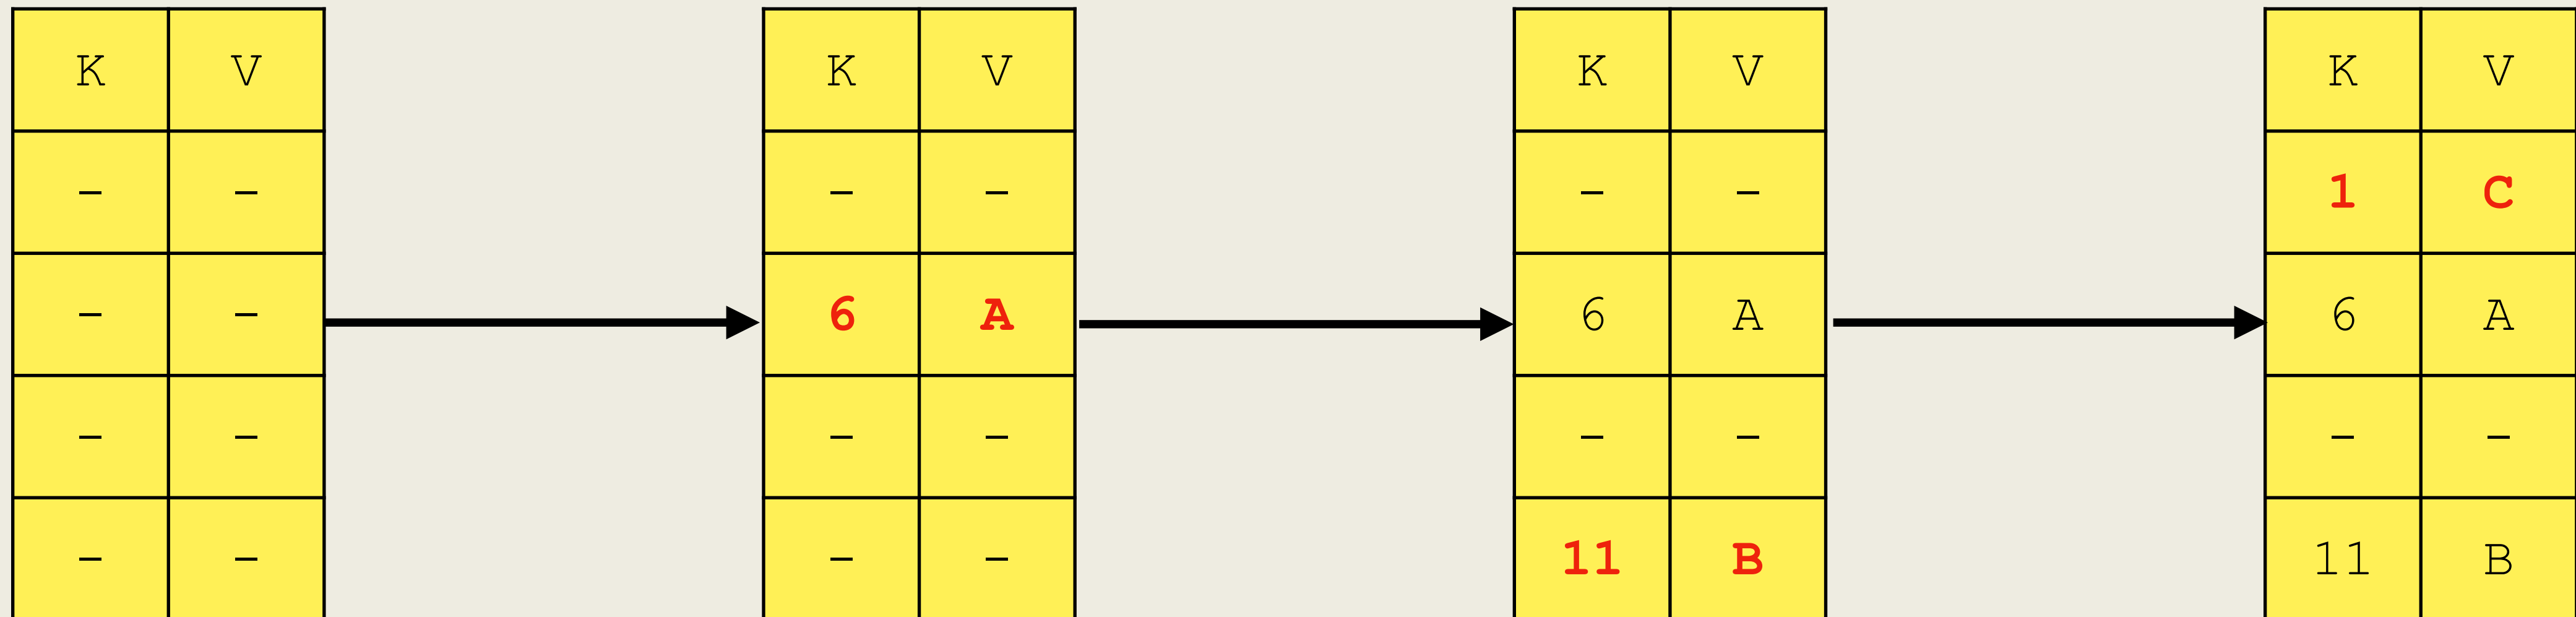 K V K V K V K V
- - - - - - 1 C
- - 6 A 6 A 6 A
- - - - - - - -
- - - - 11 B 11 B